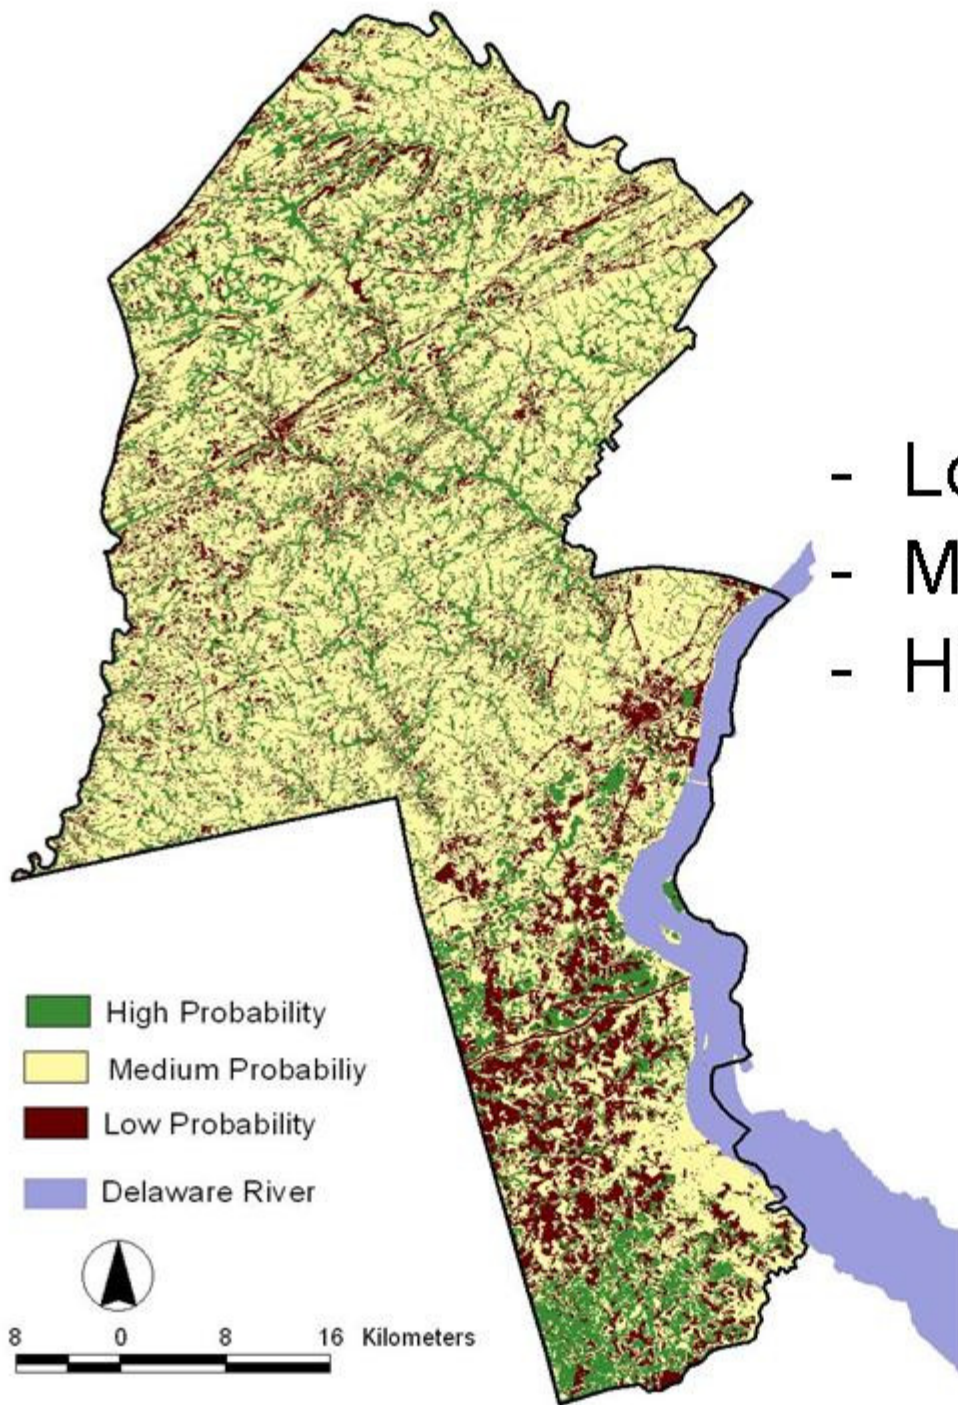 - Lo
- M
- H
High Probability
Medium Probabiliy
Low Probability
Delaware River
8 0 8 16 Kilometers